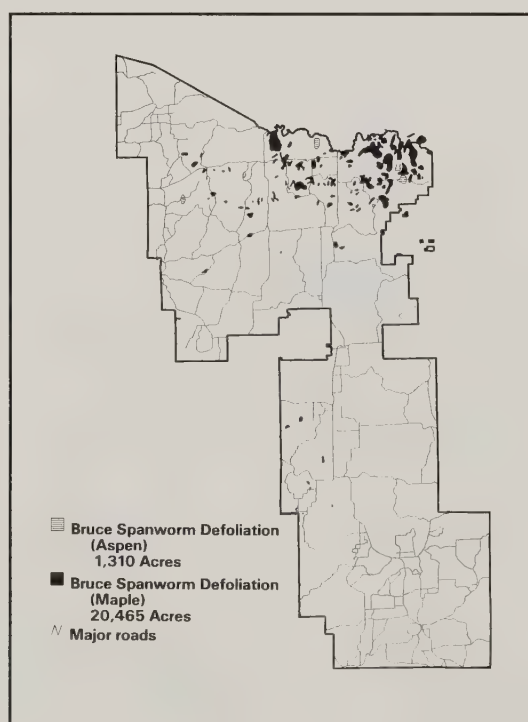 Bruce Spanworm Defoliation
(Aspen)
1,310 Acres
Bruce Spanworm Defoliation
(Maple)
20,465 Acres
Major roads